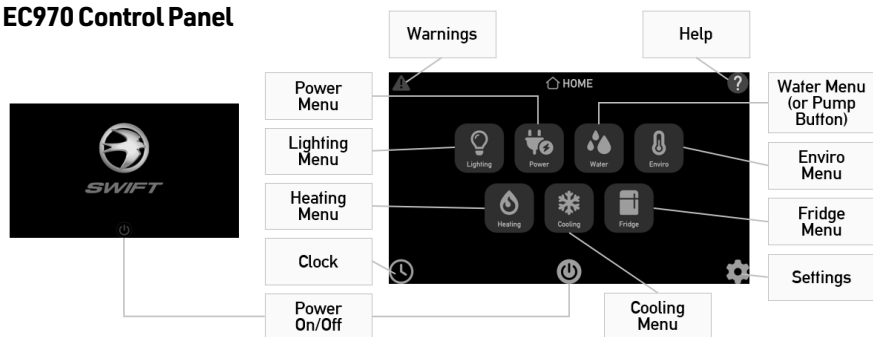 EC970 Control Panel
Warnings
Help
Power
Menu
HOME
?
Water Menu
(or Pump
Button)
Lighting
Menu
Lighting
Power
Water
Enviro
Enviro
Menu
SWIFT
Heating
Menu
Heating
Cooling
Fridge
Fridge
Menu
Clock
Settings
Power
On/Off
Cooling
Menu